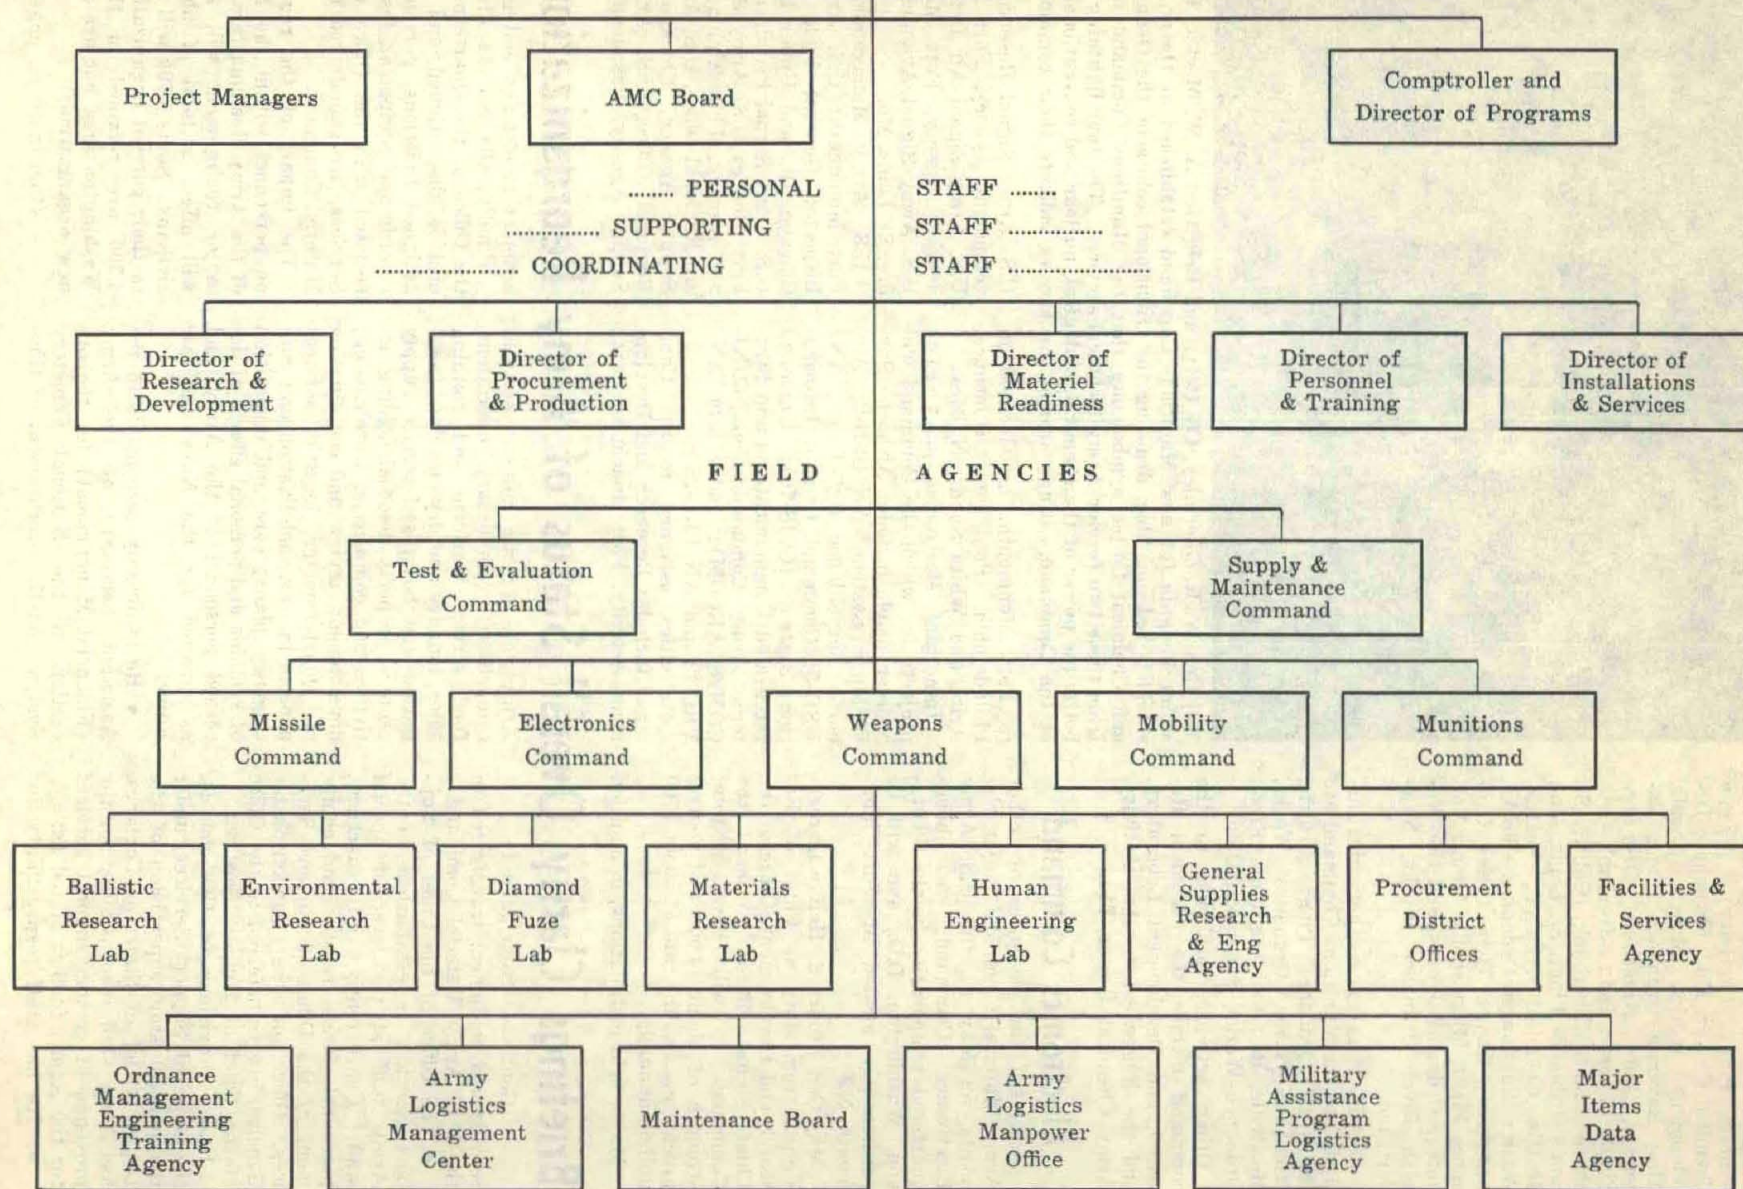 Project Managers
AMC Board
Comptroller and
Director of Programs
........ PERSONAL STAFF ........
................ SUPPORTING STAFF ................
........................ COORDINATING STAFF ........................
Director of
Research &
Development
Director of
Procurement
& Production
Director of
Materiel
Readiness
Director of
Personnel
& Training
Director of
Installations
& Services
FIELD AGENCIES
Test & Evaluation
Command
Supply &
Maintenance
Command
Missile
Command
Electronics
Command
Weapons
Command
Mobility
Command
Munitions
Command
Ballistic
Research
Lab
Environmental
Research
Lab
Diamond
Fuze
Lab
Materials
Research
Lab
Human
Engineering
Lab
General
Supplies
Research
& Eng
Agency
Procurement
District
Offices
Facilities &
Services
Agency
Ordnance
Management
Engineering
Training
Agency
Army
Logistics
Management
Center
Maintenance Board
Army
Logistics
Manpower
Office
Military
Assistance
Program
Logistics
Agency
Major
Items
Data
Agency